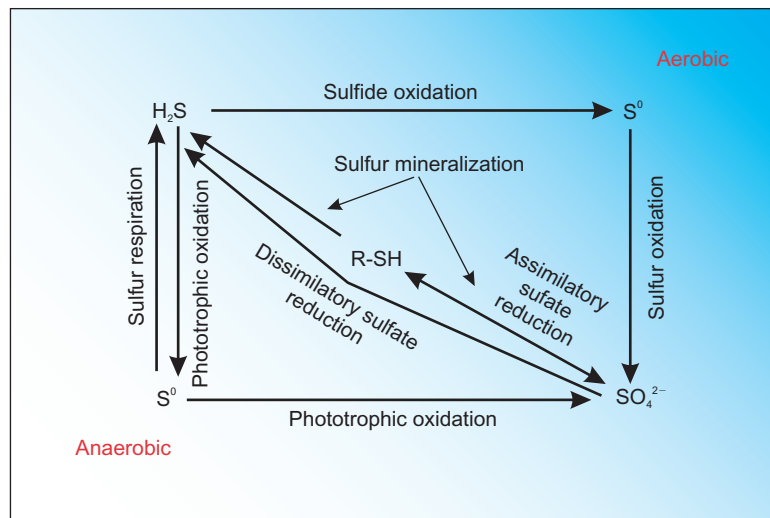 Aerobic
Sulfide oxidation
H₂S
S⁰
Sulfur mineralization
Sulfur respiration
Phototrophic oxidation
R-SH
Dissimilatory sulfate
reduction
Assimilatory
sufate
reduction
Sulfur oxidation
S⁰
SO₄²⁻
Phototrophic oxidation
Anaerobic